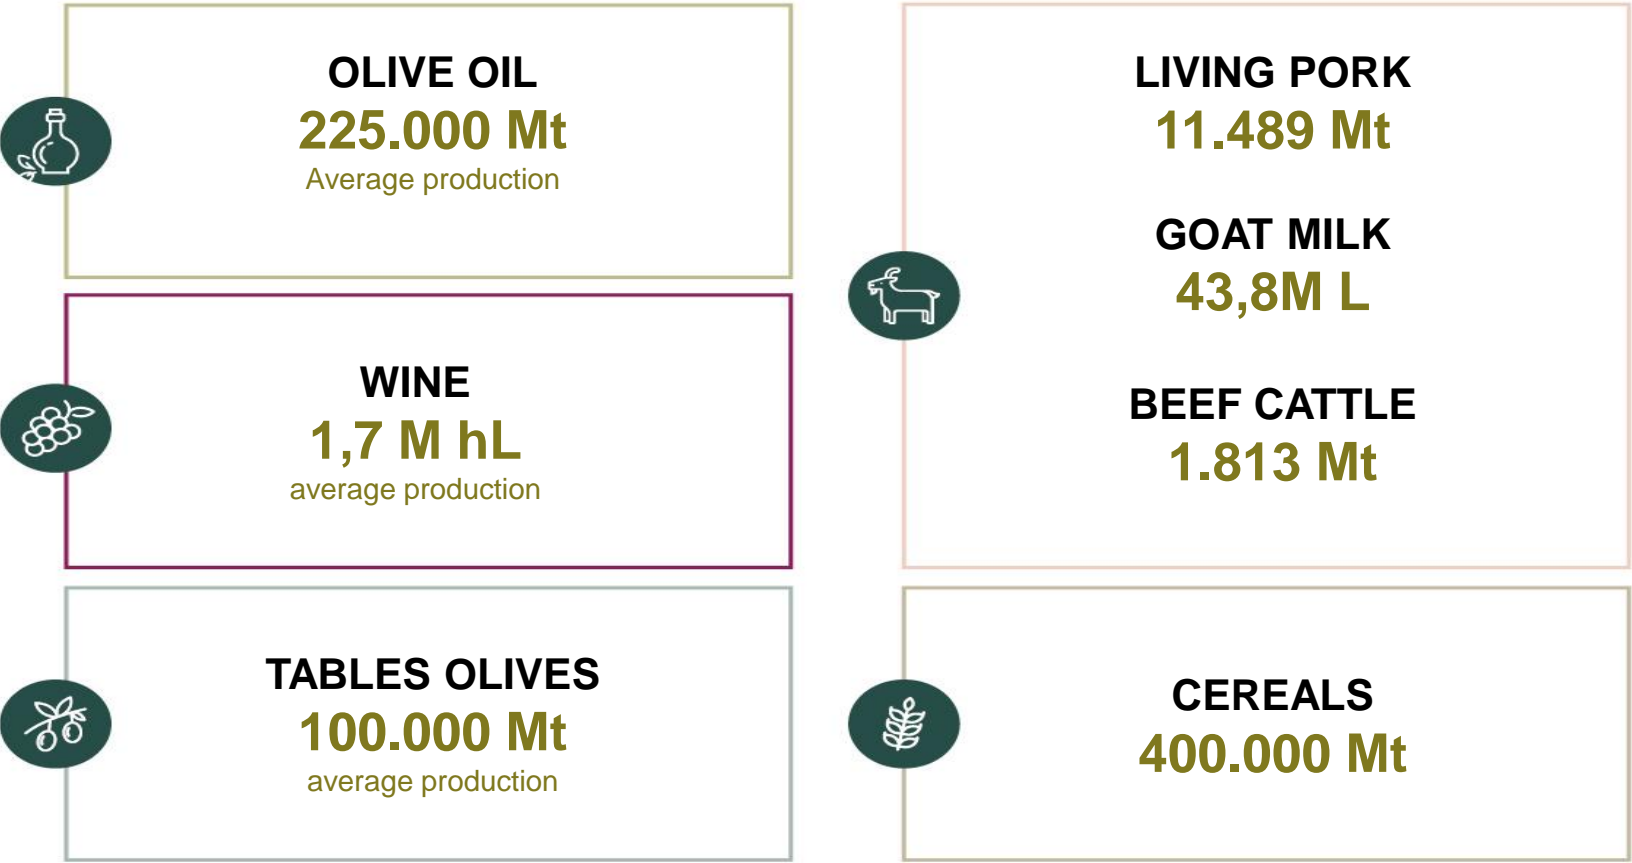 OLIVE OIL
225.000 Mt
Average production
WINE
1,7 M hL
average production
TABLES OLIVES
100.000 Mt
average production
LIVING PORK
11.489 Mt
GOAT MILK
43,8M L
BEEF CATTLE
1.813 Mt
CEREALS
400.000 Mt